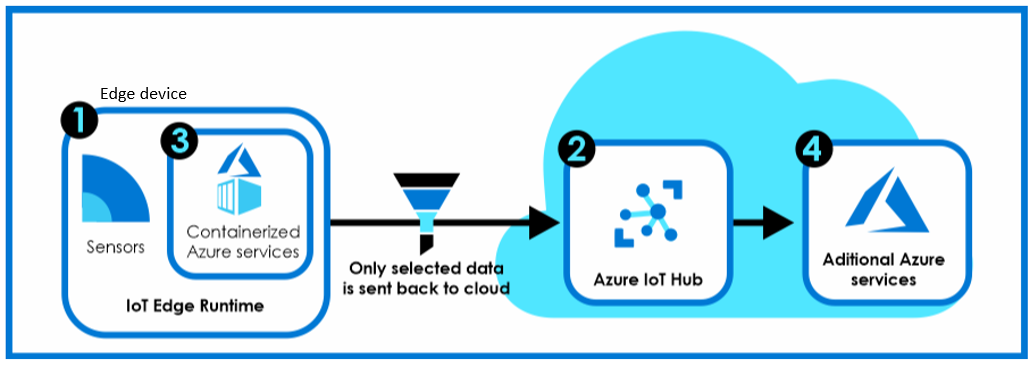 Edge device
1
3
Sensors
Containerized
Azure services
IoT Edge Runtime
Only selected data
is sent back to cloud
2
Azure IoT Hub
4
Aditional Azure
services